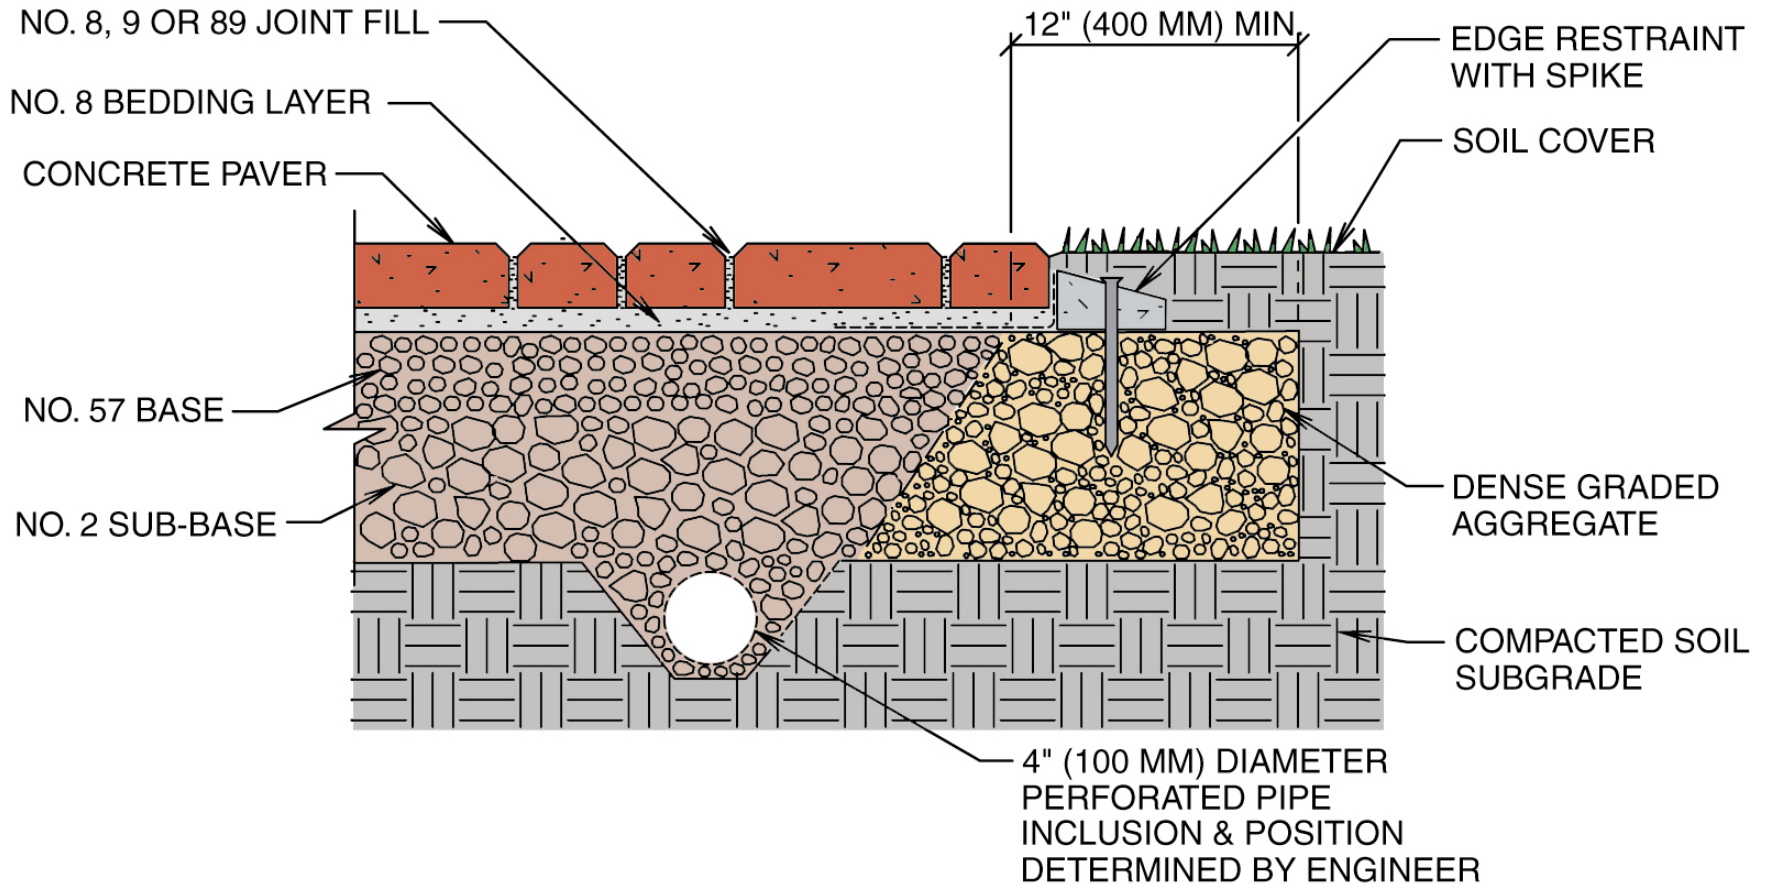 NO. 8, 9 OR 89 JOINT FILL
NO. 8 BEDDING LAYER
CONCRETE PAVER
NO. 57 BASE
NO. 2 SUB-BASE
12" (400 MM) MIN.
EDGE RESTRAINT
WITH SPIKE
SOIL COVER
DENSE GRADED
AGGREGATE
COMPACTED SOIL
SUBGRADE
4" (100 MM) DIAMETER
PERFORATED PIPE
INCLUSION & POSITION
DETERMINED BY ENGINEER